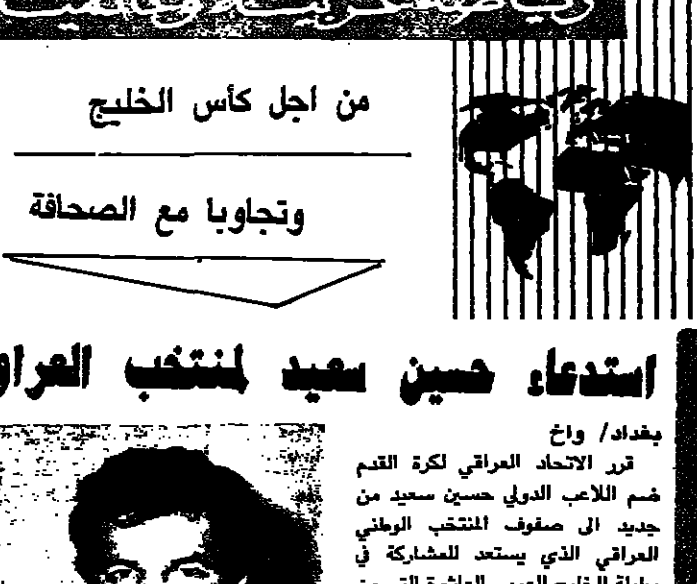 من اجل كأس الخليج
وتجاوبا مع الصحافة
استدعاء حسين سعيد لمنتخب
بغداد/ واخ
قرر الاتحاد العراقي لكرة القدم
ضم اللاعب الدولي حسين سعيد من
جديد الى صفوف المنتخب الوطني
العراقي الذي يستعد للمشاركة في